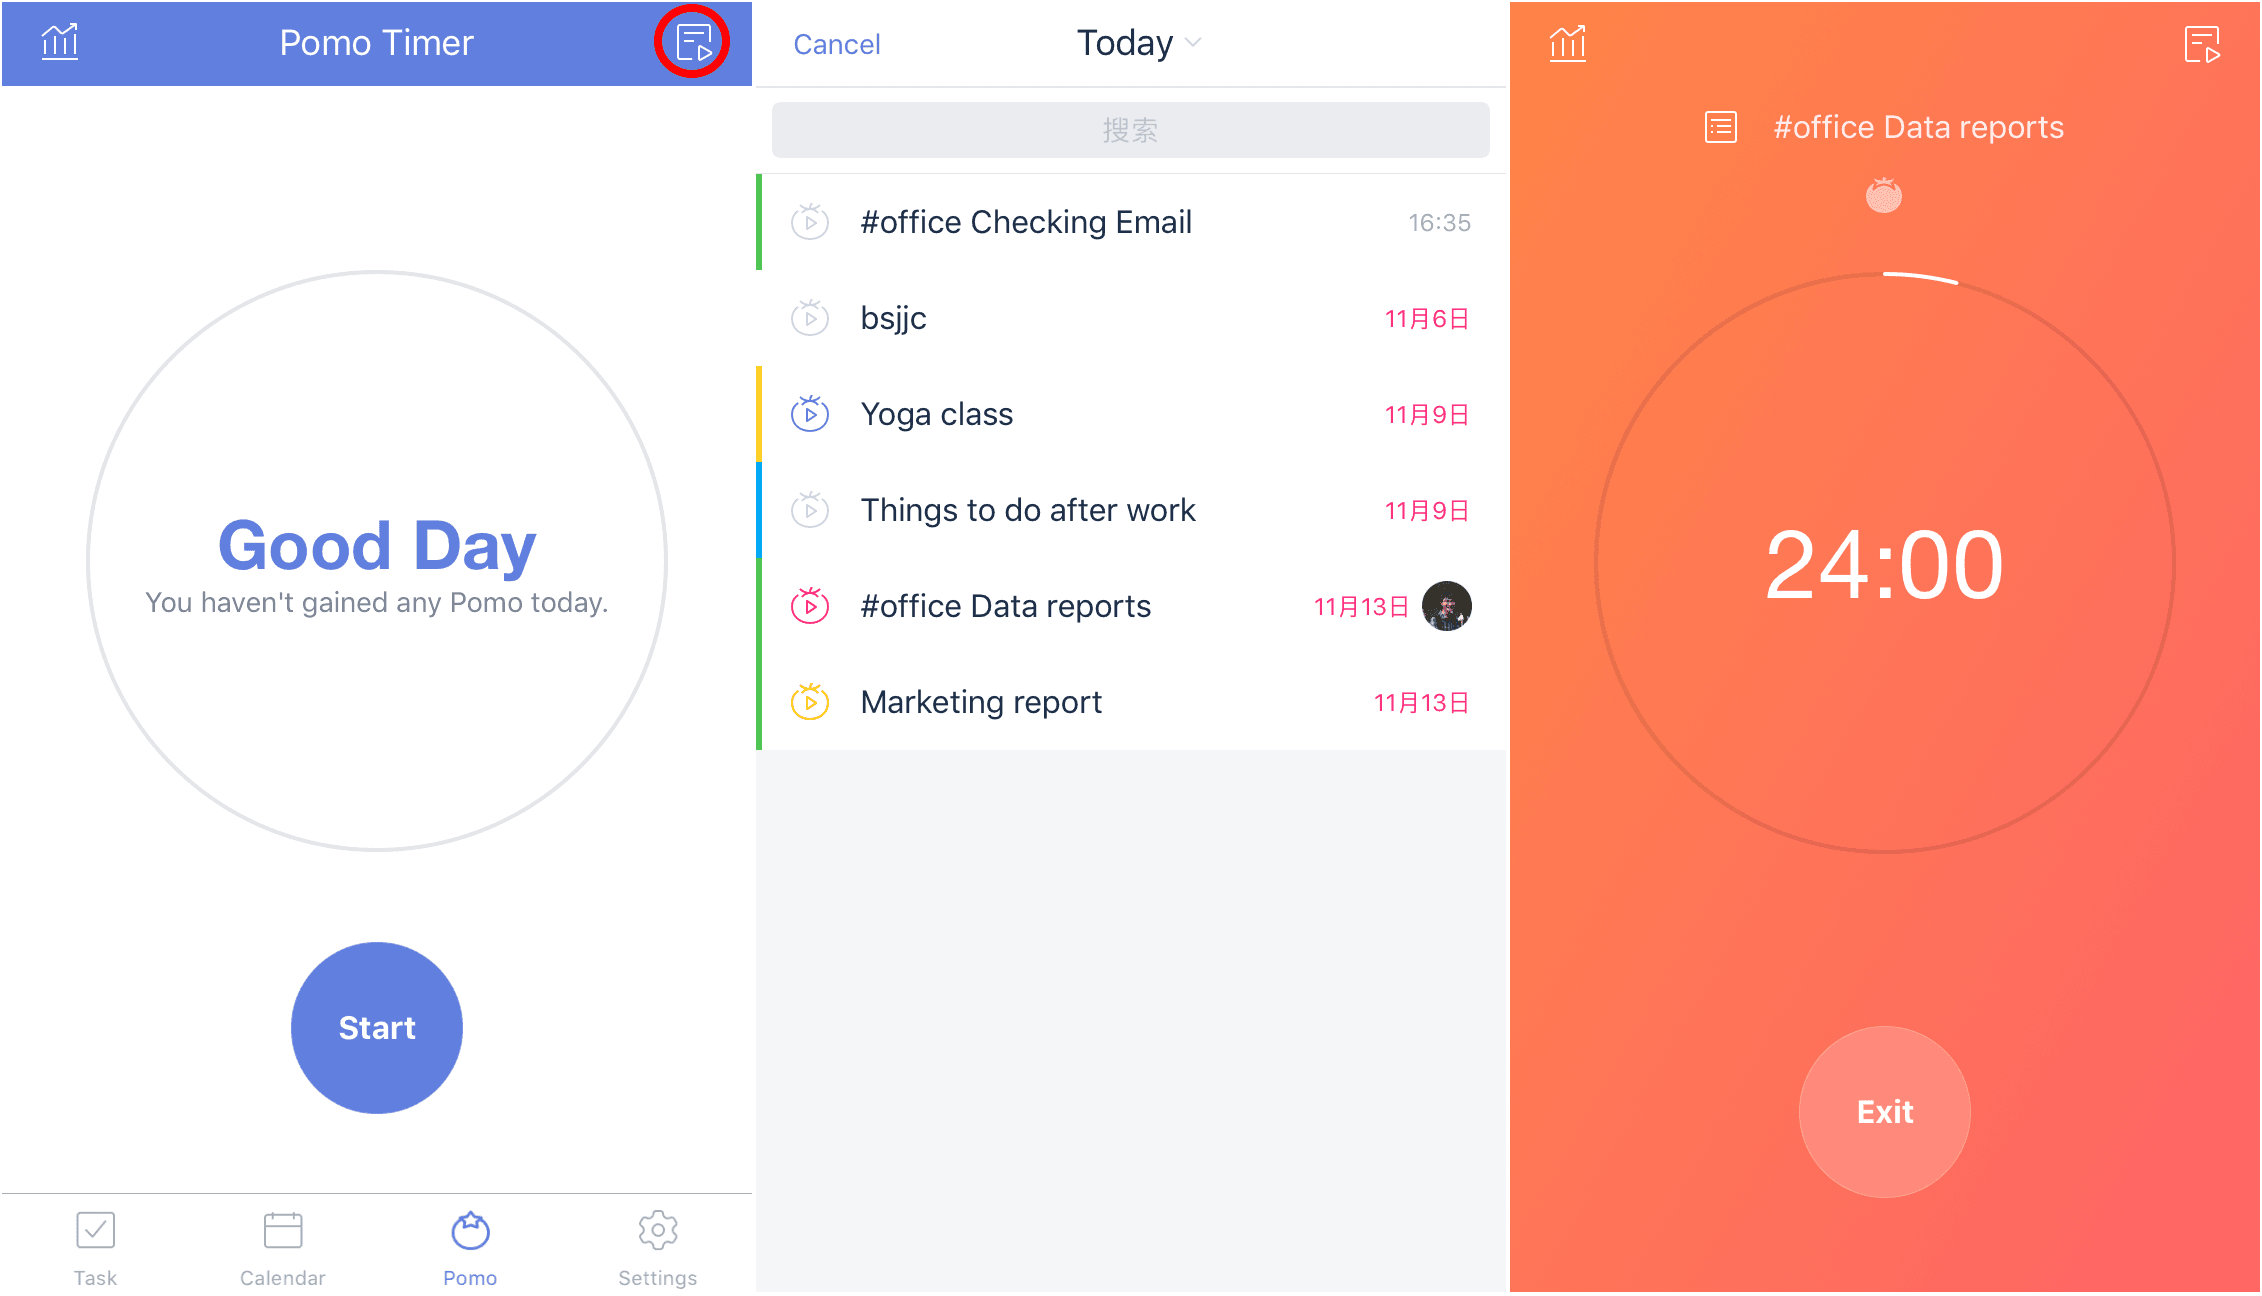 Pomo Timer
Good Day
You haven't gained any Pomo today.
Start
Task
Calendar
Pomo
Settings
Cancel
Today
搜索
#office Checking Email
16:35
bsjjc
11月6日
Yoga class
11月9日
Things to do after work
11月9日
#office Data reports
11月13日
Marketing report
11月13日
#office Data reports
24:00
Exit